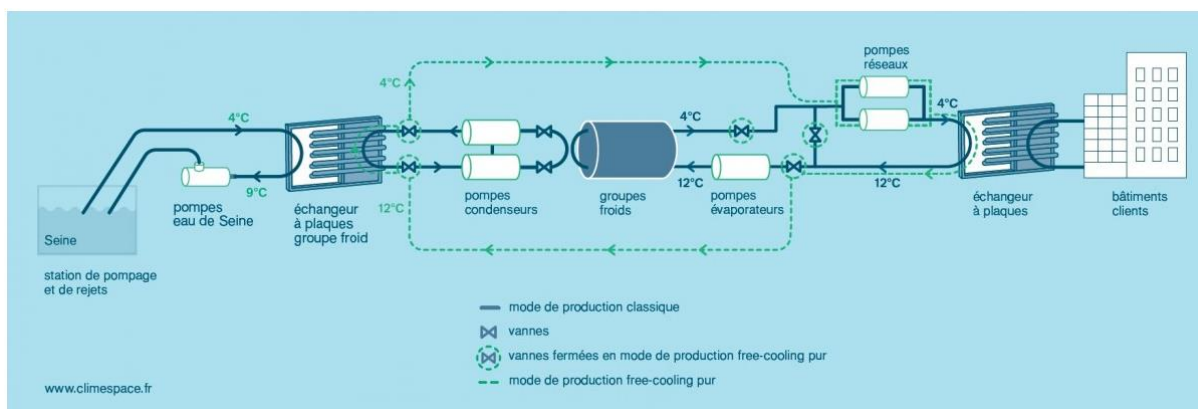 pompes
réseaux
4°C
4°C
4°C
4°C
9°C
12°C
12°C
12°C
Seine
pompes
eau de Seine
échangeur
à plaques
groupe froid
pompes
condenseurs
groupes
froids
pompes
évaporateurs
échangeur
à plaques
bâtiments
clients
station de pompage
et de rejets
mode de production classique
vannes
vannes fermées en mode de production free-cooling pur
mode de production free-cooling pur
www.climespace.fr